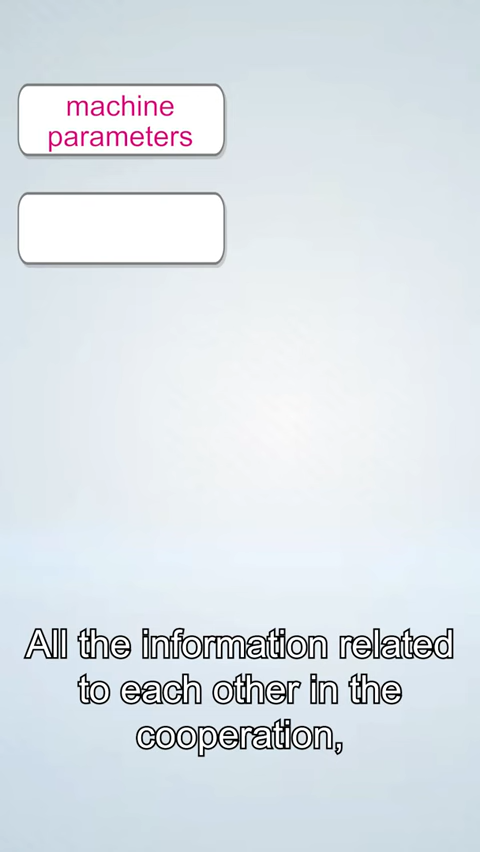 machine
parameters
All the information related
to each other in the
cooperation,